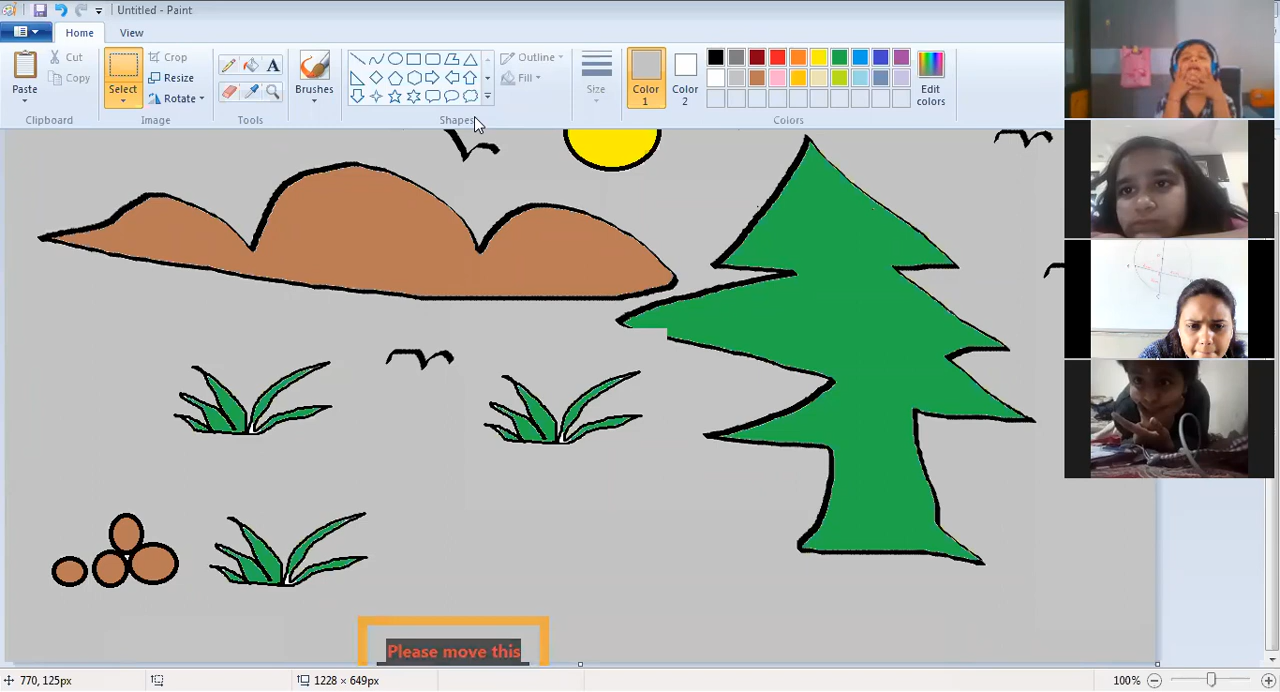 Untitled - Paint
Home
View
Paste
Cut
Copy
Clipboard
Select
Crop
Resize
Rotate
Image
A
Tools
Brushes
Shapes
Outline
Fill
Size
Color
1
Color
2
Edit
colors
Colors
Please move this
770, 125px
1228 × 649px
100%